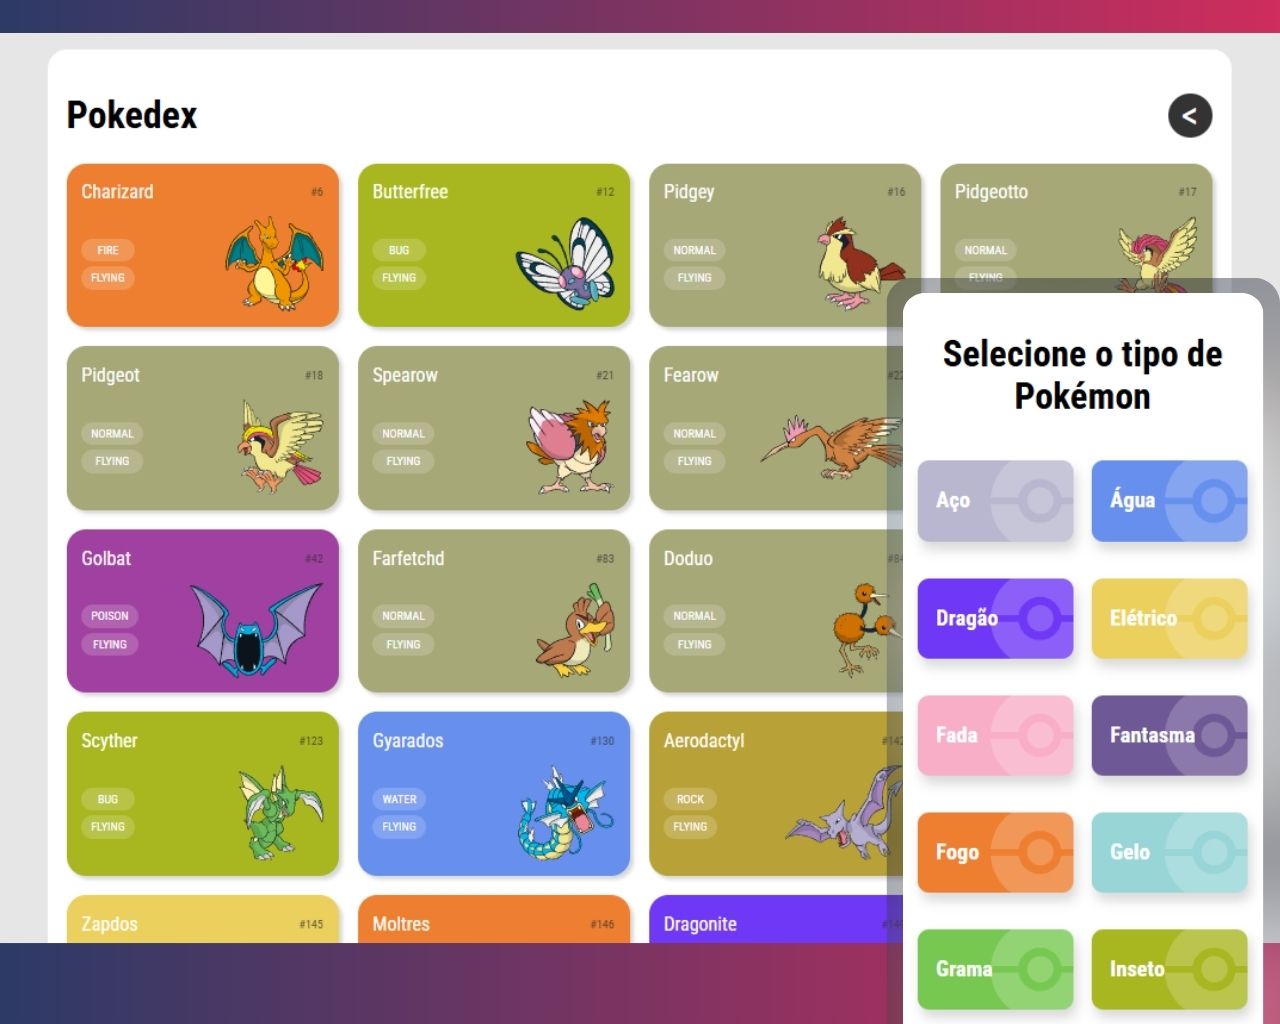 Pokedex
<
Charizard #6
FIRE
FLYING
Butterfree #12
BUG
FLYING
Pidgey #16
NORMAL
FLYING
Pidgeotto #17
NORMAL
FLYING
Pidgeot #18
NORMAL
FLYING
Spearow #21
NORMAL
FLYING
Fearow #22
NORMAL
FLYING
Golbat #42
POISON
FLYING
Farfetchd #83
NORMAL
FLYING
Doduo #84
NORMAL
FLYING
Scyther #123
BUG
FLYING
Gyarados #130
WATER
FLYING
Aerodactyl #142
ROCK
FLYING
Zapdos #145
Moltres #146
Dragonite
Selecione o tipo de
Pokémon
Aço
Água
Dragão
Elétrico
Fada
Fantasma
Fogo
Gelo
Grama
Inseto